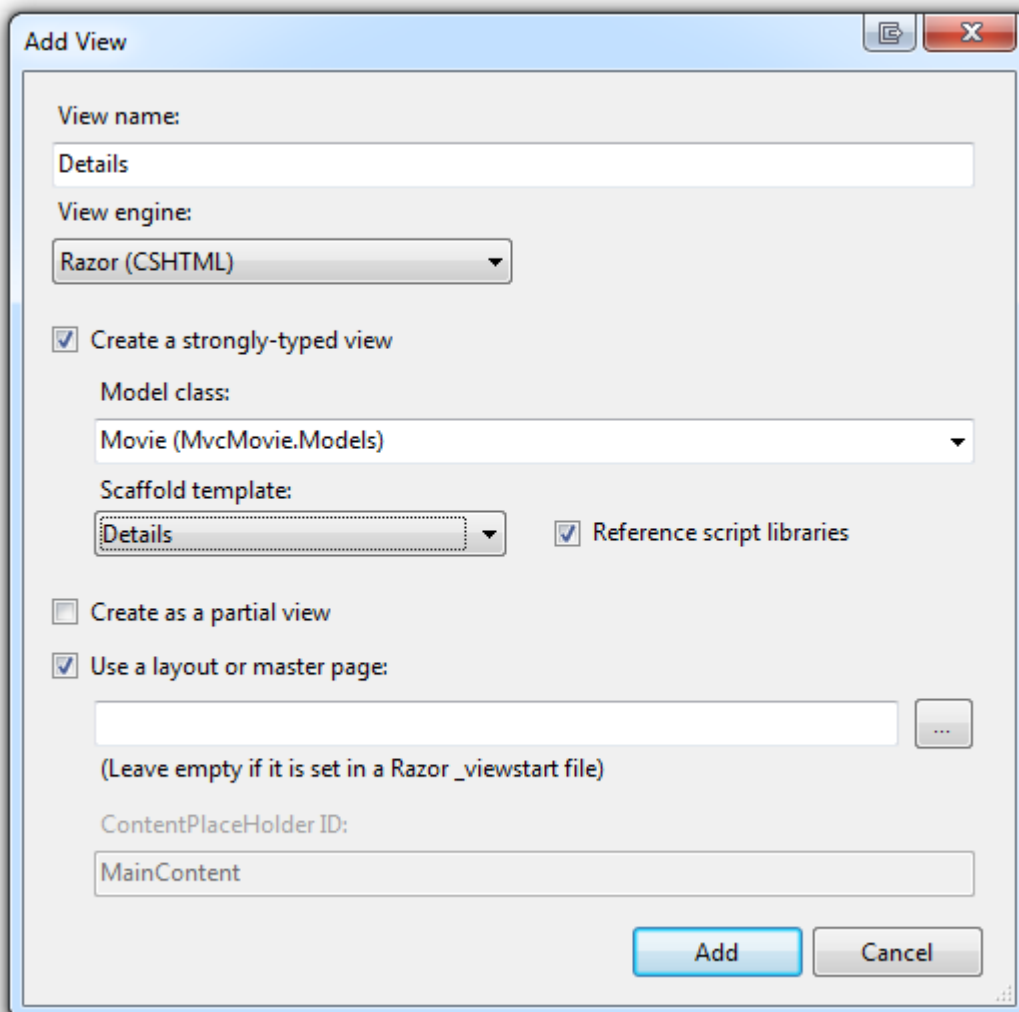 Add View
View name:
Details
View engine:
Razor (CSHTML)
Create a strongly-typed view
Model class:
Movie (MvcMovie.Models)
Scaffold template:
Details
Reference script libraries
Create as a partial view
Use a layout or master page:
...
(Leave empty if it is set in a Razor _viewstart file)
ContentPlaceHolder ID:
MainContent
Add
Cancel